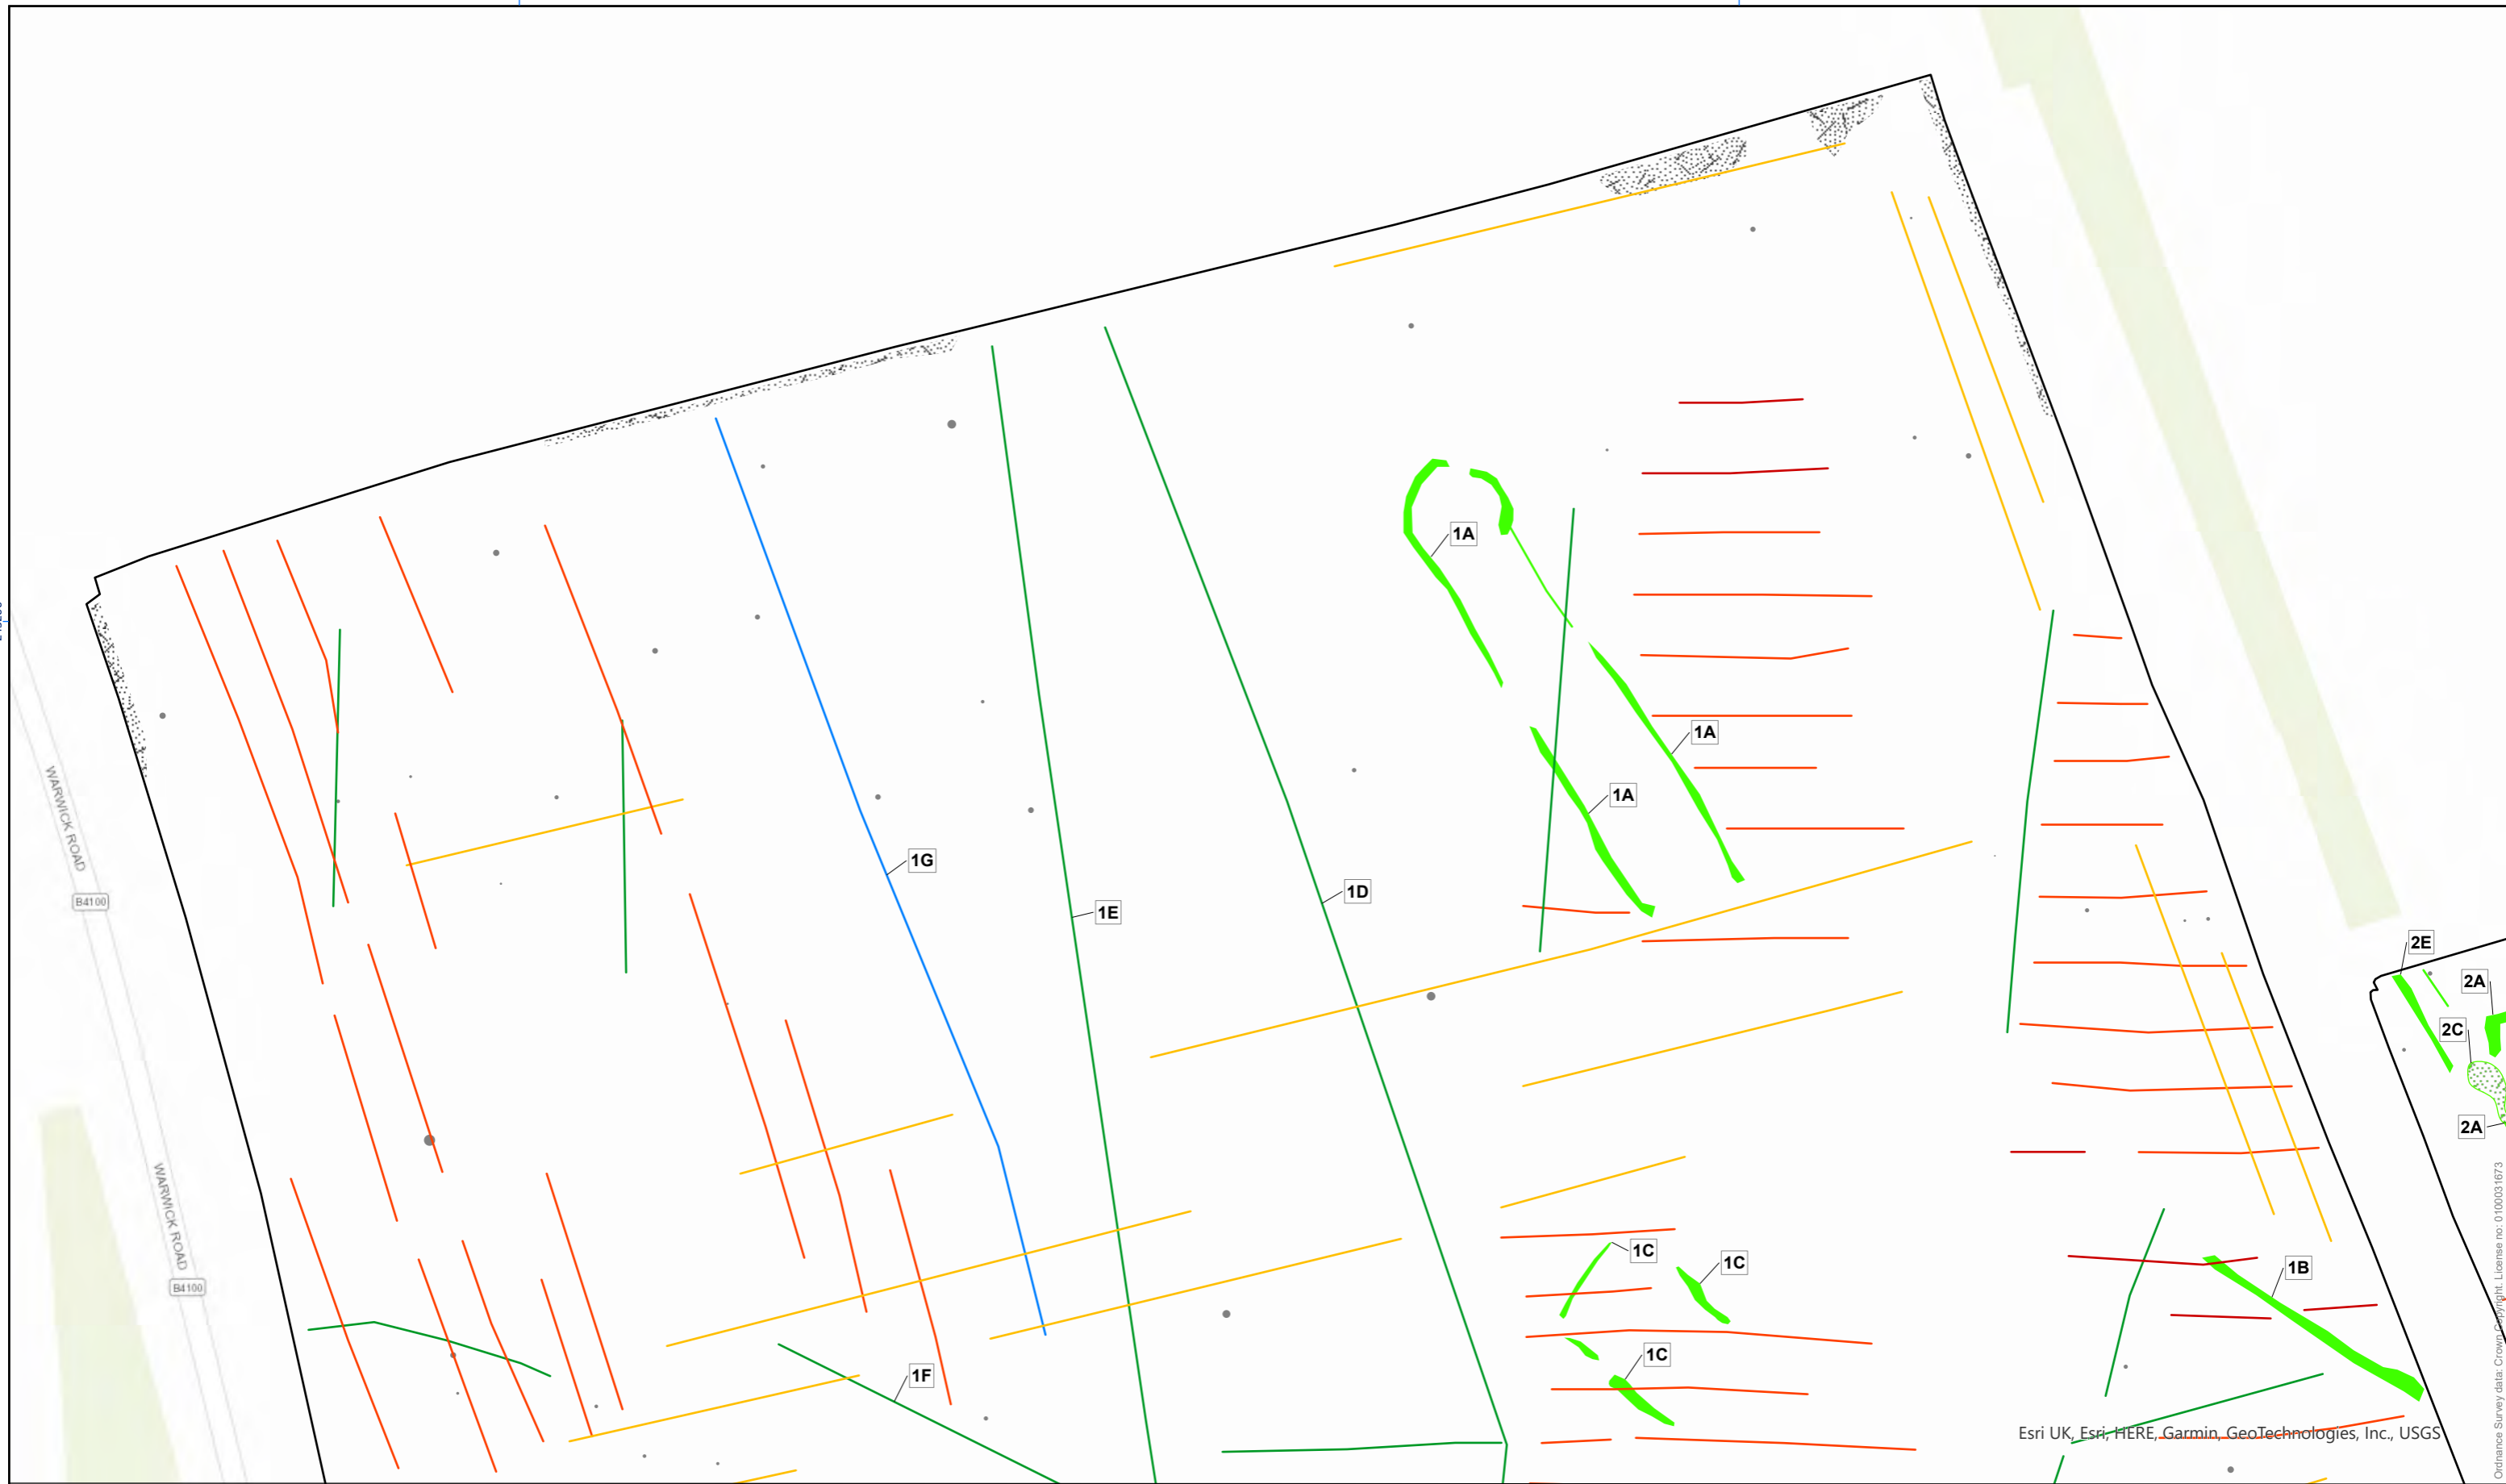 1A
1A
1A
WARWICK ROAD
1G
1D
B4100
1E
2E
2A
2C
2A
WARWICK ROAD
1C
1C
1B
B4100
1C
1F
Esri UK, Esri, HERE, Garmin, GeoTechnologies, Inc., USGS
Ordnance Survey data: Crown Copyright. License no: 0100031673